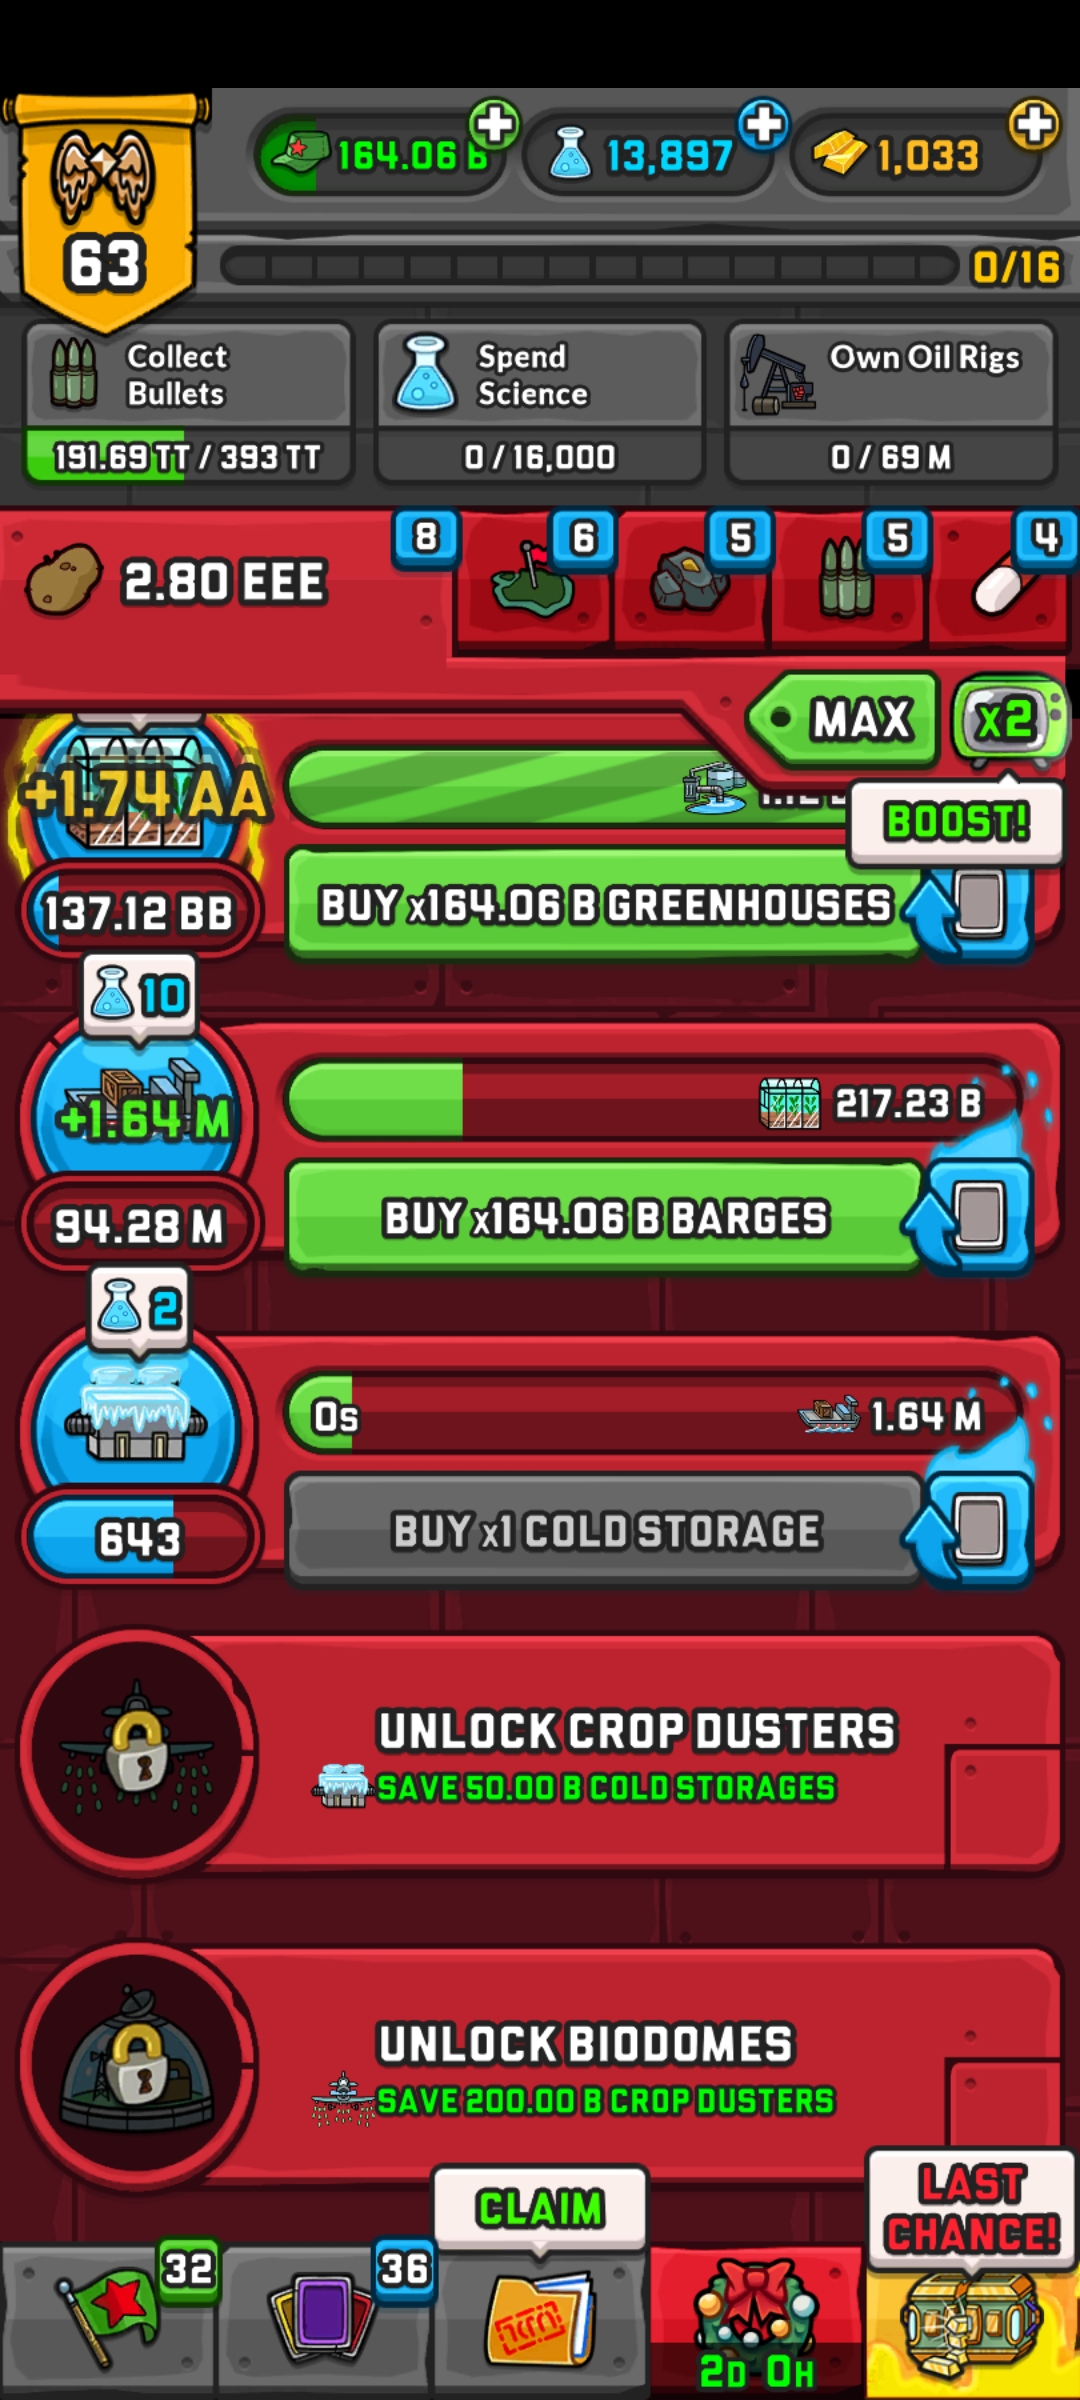 164.06 B
13,897
1,033
63
0/16
Collect
Bullets
191.69 TT / 393 TT
Spend
Science
0 / 16,000
Own Oil Rigs
0 / 69 M
2.80 EEE
8
6
5
5
4
MAX
x2
BOOST!
+1.74 AA
137.12 BB
BUY x164.06 B GREENHOUSES
10
+1.64 M
217.23 B
94.28 M
BUY x164.06 B BARGES
2
0s
1.64 M
643
BUY x1 COLD STORAGE
UNLOCK CROP DUSTERS
SAVE 50.00 B COLD STORAGES
UNLOCK BIODOMES
SAVE 200.00 B CROP DUSTERS
CLAIM
LAST
CHANCE!
32
36
2D 0H